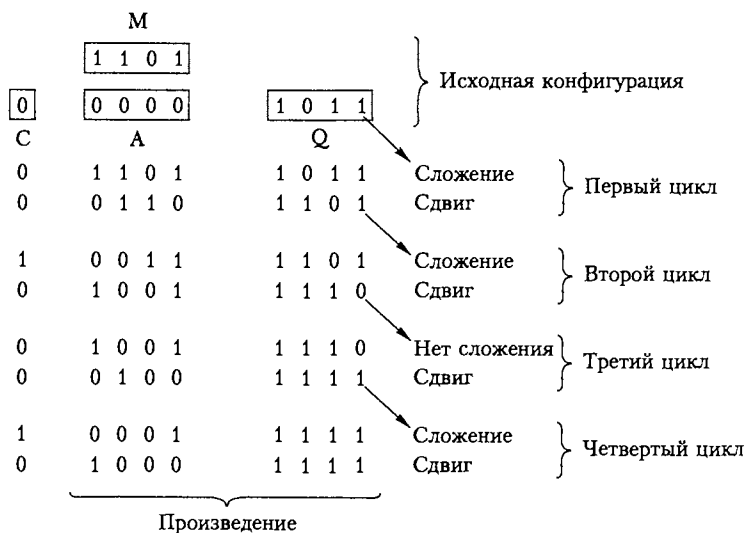 M
1 1 0 1
Исходная конфигурация
0 0 0 0 0 1 0 1 1
C A Q
0 1 1 0 1 1 0 1 1 Сложение
Первый цикл
0 0 1 1 0 1 1 0 1 Сдвиг
1 0 0 1 1 1 1 0 1 Сложение
Второй цикл
0 1 0 0 1 1 1 1 0 Сдвиг
0 1 0 0 1 1 1 1 0 Нет сложения
Третий цикл
0 0 1 0 0 1 1 1 1 Сдвиг
1 0 0 0 1 1 1 1 1 Сложение
Четвертый цикл
0 1 0 0 0 1 1 1 1 Сдвиг
Произведение